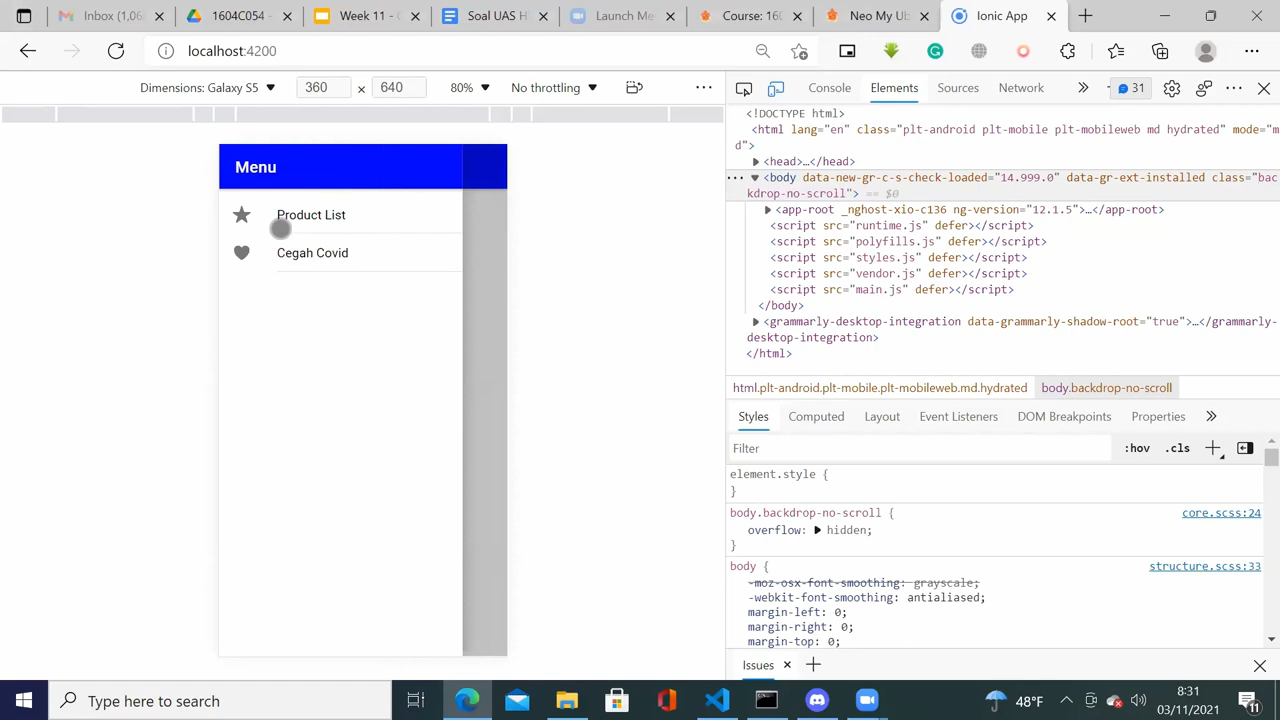 Inbox (1,06
1604C054 -
Week 11 -
Soal UAS H
Launch Me
Course: 160
Neo My Ub
Ionic App
localhost:4200
Dimensions: Galaxy S5
360
×
640
80%
No throttling
Console
Elements
Sources
Network
31
Menu
Product List
Cegah Covid
<!DOCTYPE html>
<html lang="en" class="plt-android plt-mobile plt-mobileweb md hydrated" mode="m
d">
<head>…</head>
<body data-new-gr-c-s-check-loaded="14.999.0" data-gr-ext-installed class="bac
kdrop-no-scroll"> == $0
<app-root _nghost-xio-c136 ng-version="12.1.5">…</app-root>
<script src="runtime.js" defer></script>
<script src="polyfills.js" defer></script>
<script src="styles.js" defer></script>
<script src="vendor.js" defer></script>
<script src="main.js" defer></script>
</body>
<grammarly-desktop-integration data-grammarly-shadow-root="true">…</grammarly-
desktop-integration>
</html>
html.plt-android.plt-mobile.plt-mobileweb.md.hydrated
body.backdrop-no-scroll
Styles
Computed
Layout
Event Listeners
DOM Breakpoints
Properties
Filter
:hov
.cls
element.style {
}
body.backdrop-no-scroll {
core.scss:24
overflow: hidden;
}
body {
structure.scss:33
-moz-osx-font-smoothing: grayscale;
-webkit-font-smoothing: antialiased;
margin-left: 0;
margin-right: 0;
margin-top: 0;
Issues
Type here to search
48°F
8:31
03/11/2021
11